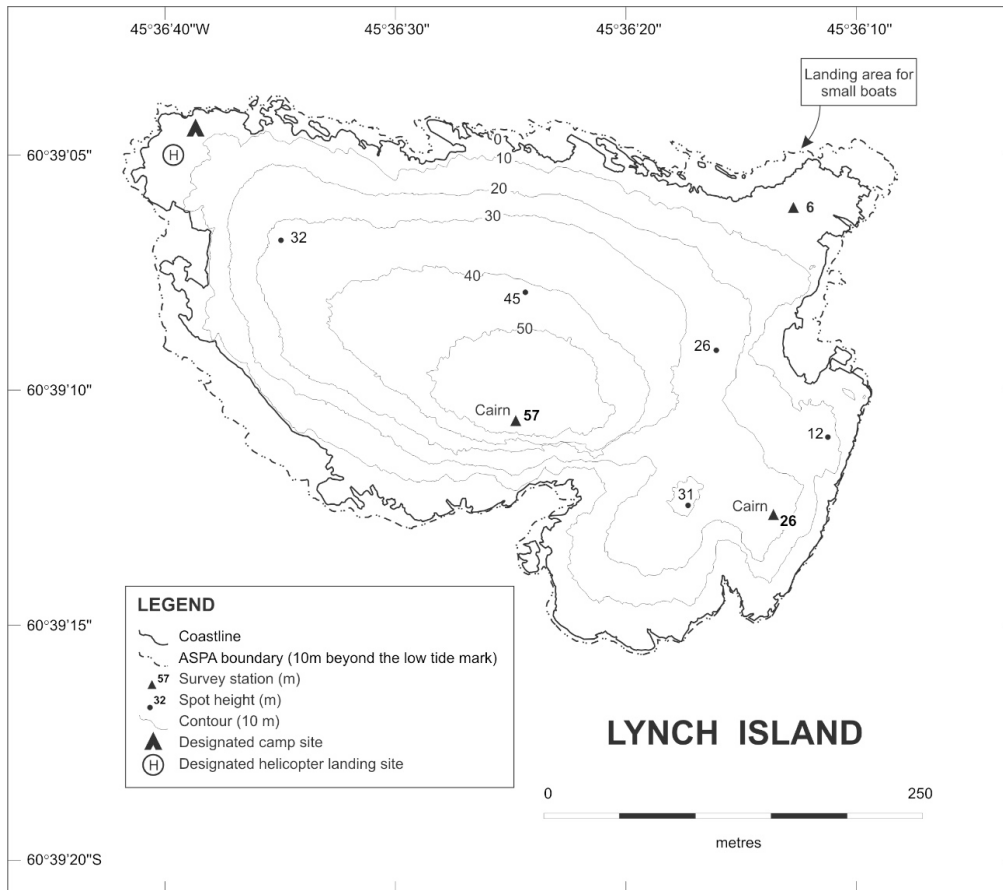 45°36'40"W
45°36'30"
45°36'20"
45°36'10"
Landing area for
small boats
60°39'05"
H
0
10
20
30
6
32
40
45
50
26
60°39'10"
Cairn
57
12
31
Cairn
26
LEGEND
Coastline
ASPA boundary (10m beyond the low tide mark)
57 Survey station (m)
32 Spot height (m)
Contour (10 m)
Designated camp site
H Designated helicopter landing site
60°39'15"
LYNCH ISLAND
0
250
metres
60°39'20"S